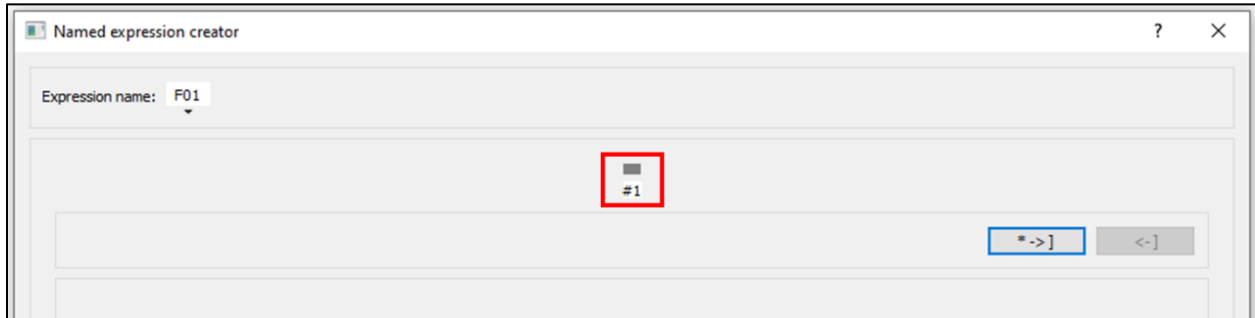 Named expression creator ? ×
Expression name: F01
#1
*->] <-]